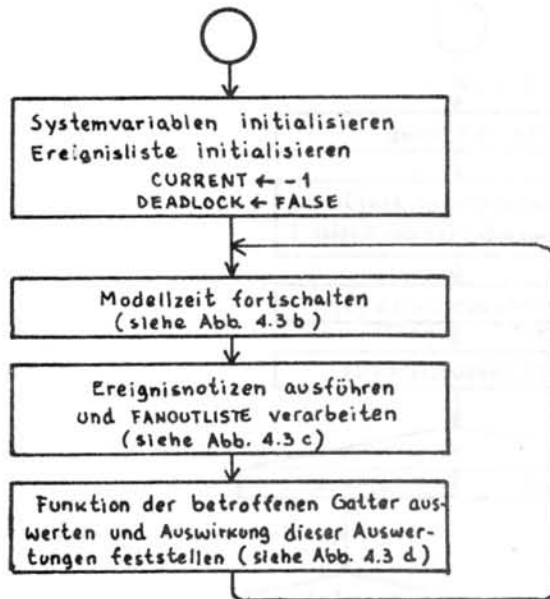 Systemvariablen initialisieren
Ereignisliste initialisieren
CURRENT ← -1
DEADLOCK ← FALSE
Modellzeit fortschalten
(siehe Abb. 4.3 b)
Ereignisnotizen ausführen
und FANOUTLISTE verarbeiten
(siehe Abb. 4.3 c)
Funktion der betroffenen Gatter aus-
werten und Auswirkung dieser Auswer-
tungen feststellen (siehe Abb. 4.3 d)